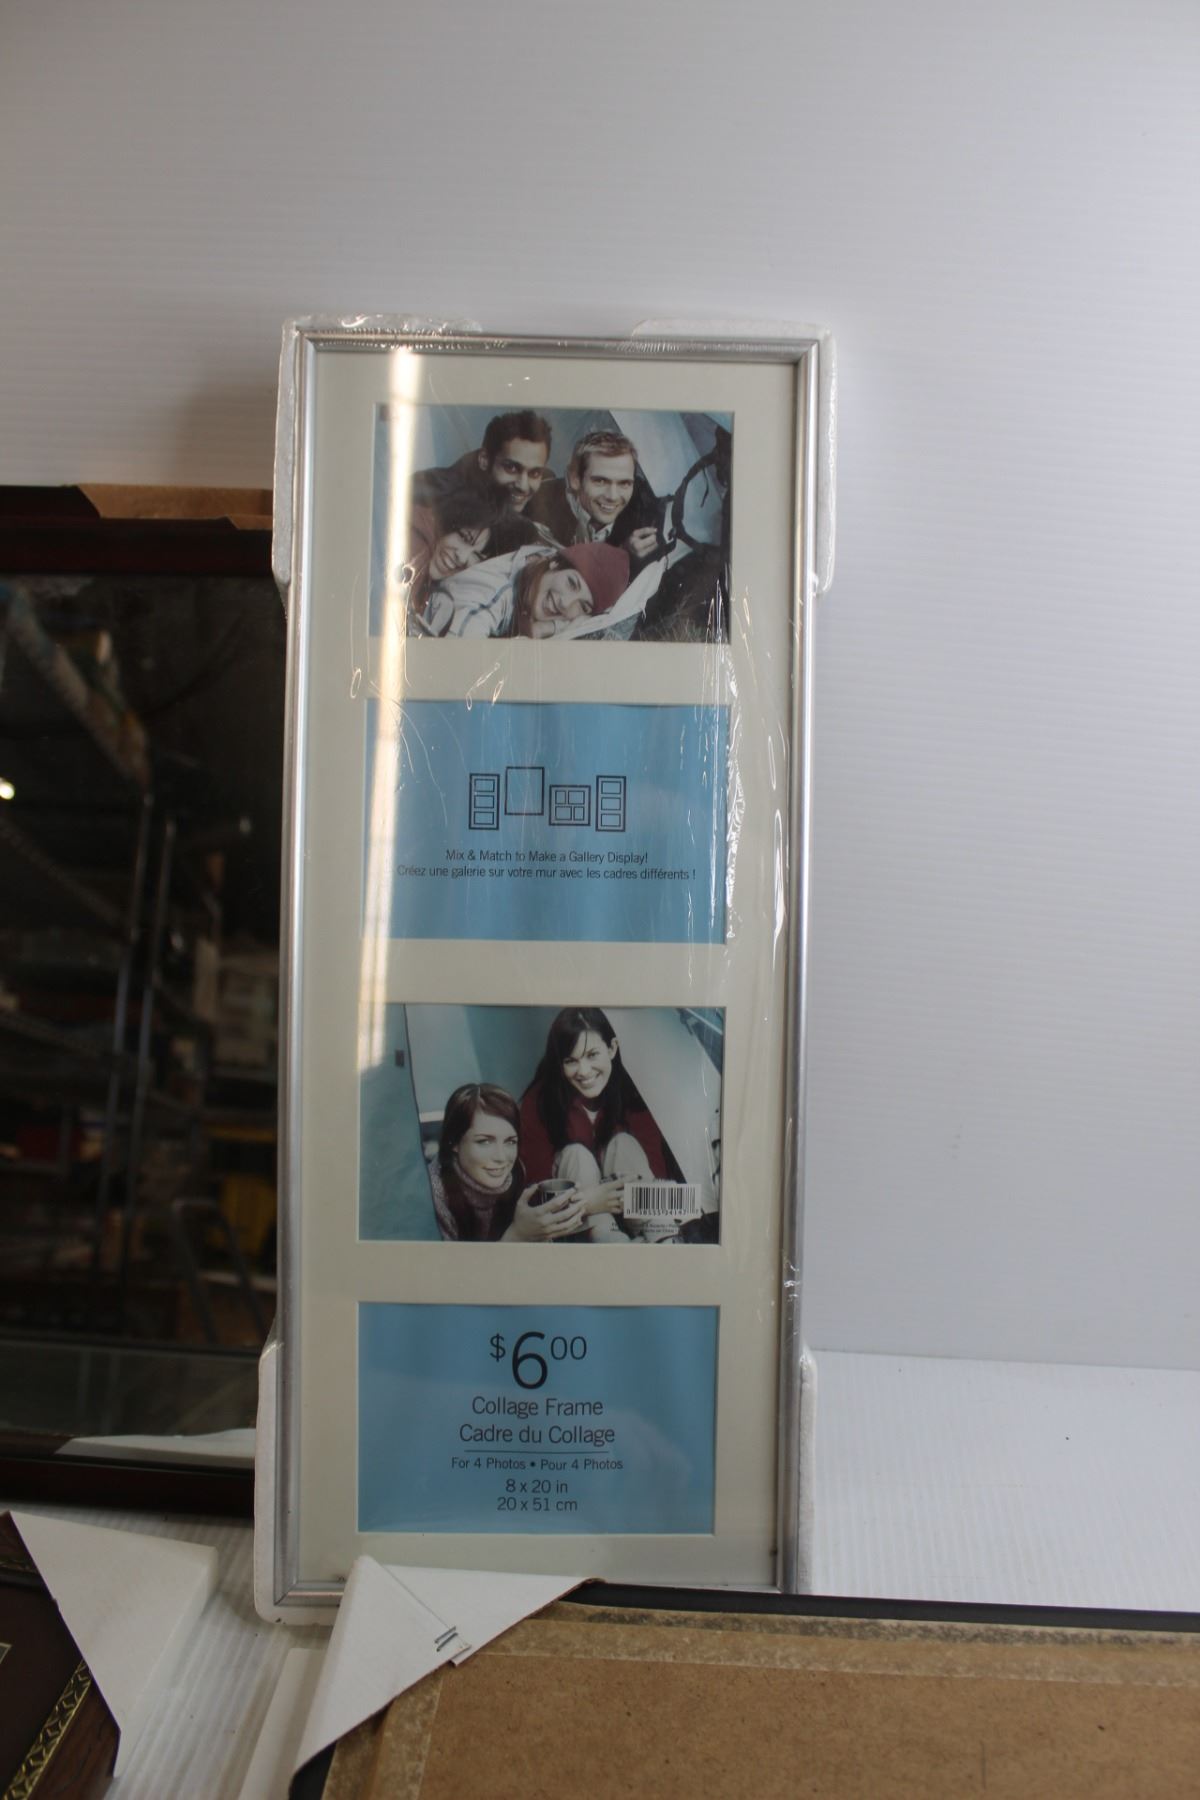 Mix & Match to Make a Gallery Display!
Créez une galerie sur votre mur avec les cadres différents !
$6.00
Collage Frame
Cadre du Collage
For 4 Photos • Pour 4 Photos
8 x 20 in
20 x 51 cm